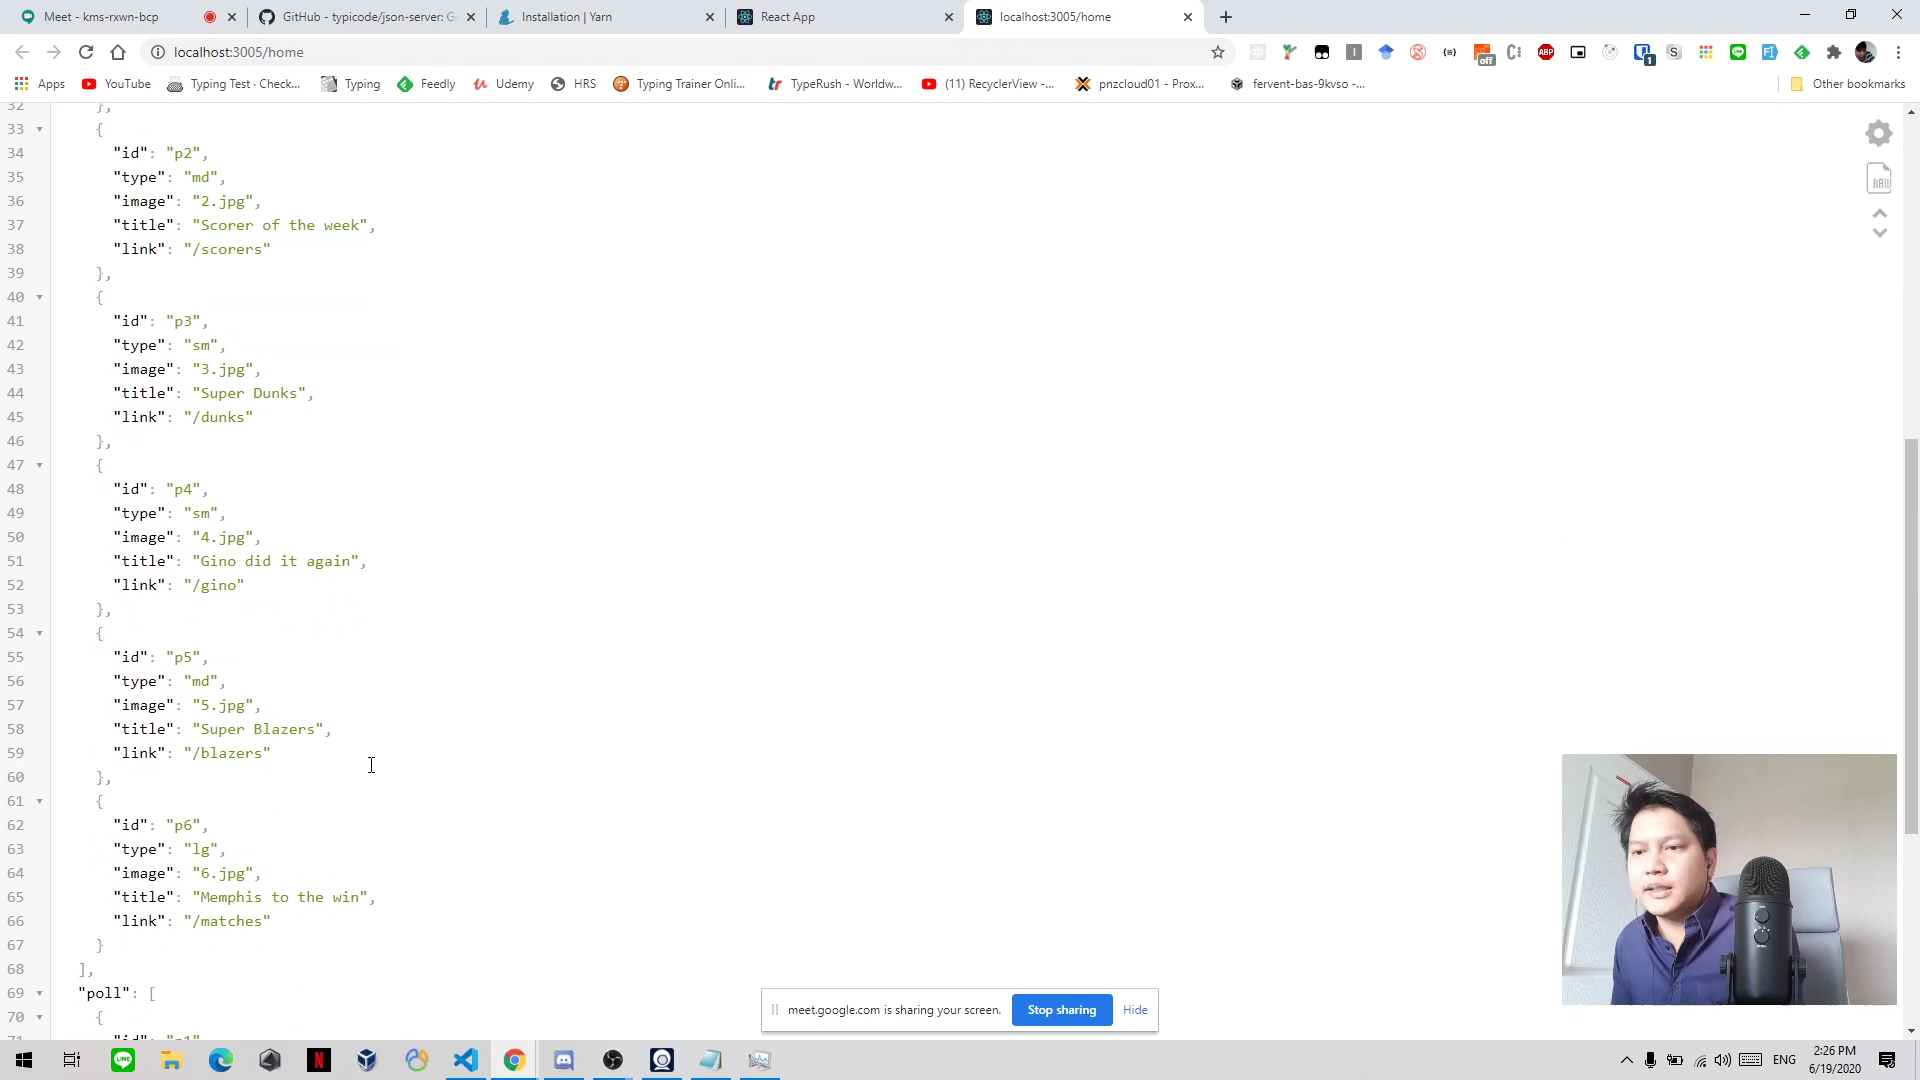 Meet - kms-rxwn-bcp
GitHub - typicode/json-server: G
Installation | Yarn
React App
localhost:3005/home
localhost:3005/home
Apps
YouTube
Typing Test · Check...
Typing
Feedly
Udemy
HRS
Typing Trainer Onli...
TypeRush - Worldw...
(11) RecyclerView -...
pnzcloud01 - Prox...
fervent-bas-9kvso -...
Other bookmarks
32 },
33 {
34 "id": "p2",
35 "type": "md",
36 "image": "2.jpg",
37 "title": "Scorer of the week",
38 "link": "/scorers"
39 },
40 {
41 "id": "p3",
42 "type": "sm",
43 "image": "3.jpg",
44 "title": "Super Dunks",
45 "link": "/dunks"
46 },
47 {
48 "id": "p4",
49 "type": "sm",
50 "image": "4.jpg",
51 "title": "Gino did it again",
52 "link": "/gino"
53 },
54 {
55 "id": "p5",
56 "type": "md",
57 "image": "5.jpg",
58 "title": "Super Blazers",
59 "link": "/blazers"
60 },
61 {
62 "id": "p6",
63 "type": "lg",
64 "image": "6.jpg",
65 "title": "Memphis to the win",
66 "link": "/matches"
67 }
68 ],
69 "poll": [
70 {
RAW
off
ABP
1
meet.google.com is sharing your screen.
Stop sharing
Hide
ENG
2:26 PM
6/19/2020